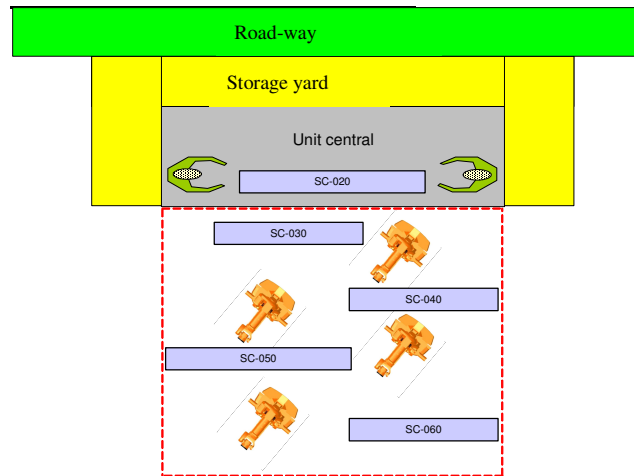 Road-way
Storage yard
Unit central
SC-020
SC-030
SC-040
SC-050
SC-060